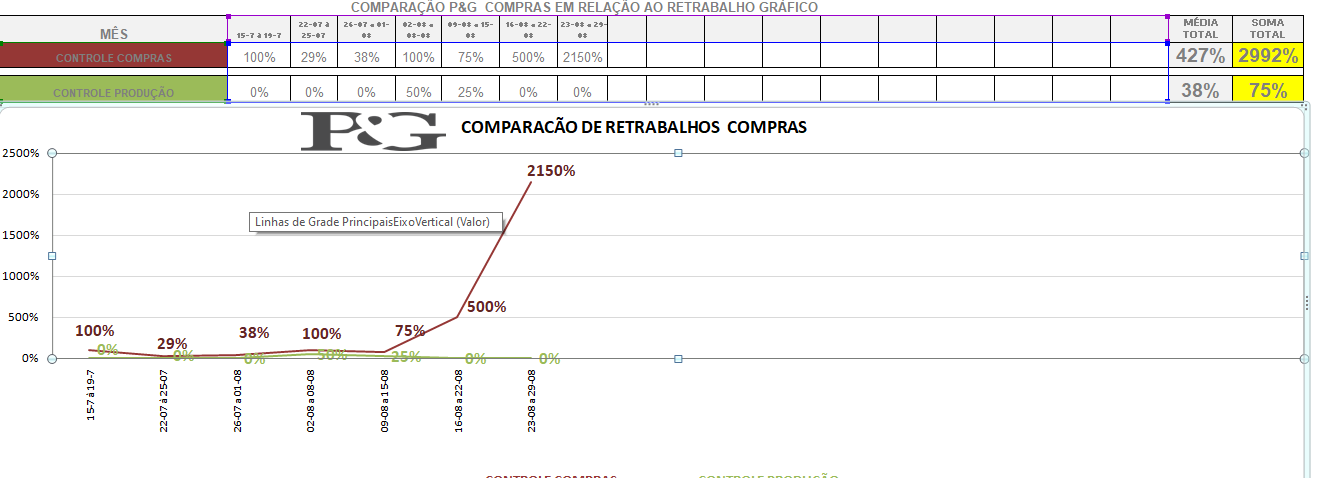 COMPARAÇÃO P&G COMPRAS EM RELAÇÃO AO RETRABALHO GRÁFICO
MÊS 15-7 à 19-7 22-07 à 25-07 26-07 a 01-08 02-08 a 08-08 09-08 a 15-08 16-08 a 22-08 23-08 a 29-08 MÉDIA TOTAL SOMA TOTAL
CONTROLE COMPRAS 100% 29% 38% 100% 75% 500% 2150% 427% 2992%
CONTROLE PRODUÇÃO 0% 0% 0% 50% 25% 0% 0% 38% 75%
P&G COMPARACÃO DE RETRABALHOS COMPRAS
2500%
2150%
2000%
Linhas de Grade PrincipaisEixoVertical (Valor)
1500%
1000%
500%
500%
100% 29% 38% 100% 75%
0% 0% 0% 50% 25% 0% 0%
0%
15-7 à 19-7
22-07 à 25-07
26-07 a 01-08
02-08 a 08-08
09-08 a 15-08
16-08 a 22-08
23-08 a 29-08
CONTROLE COMPRAS CONTROLE PRODUÇÃO